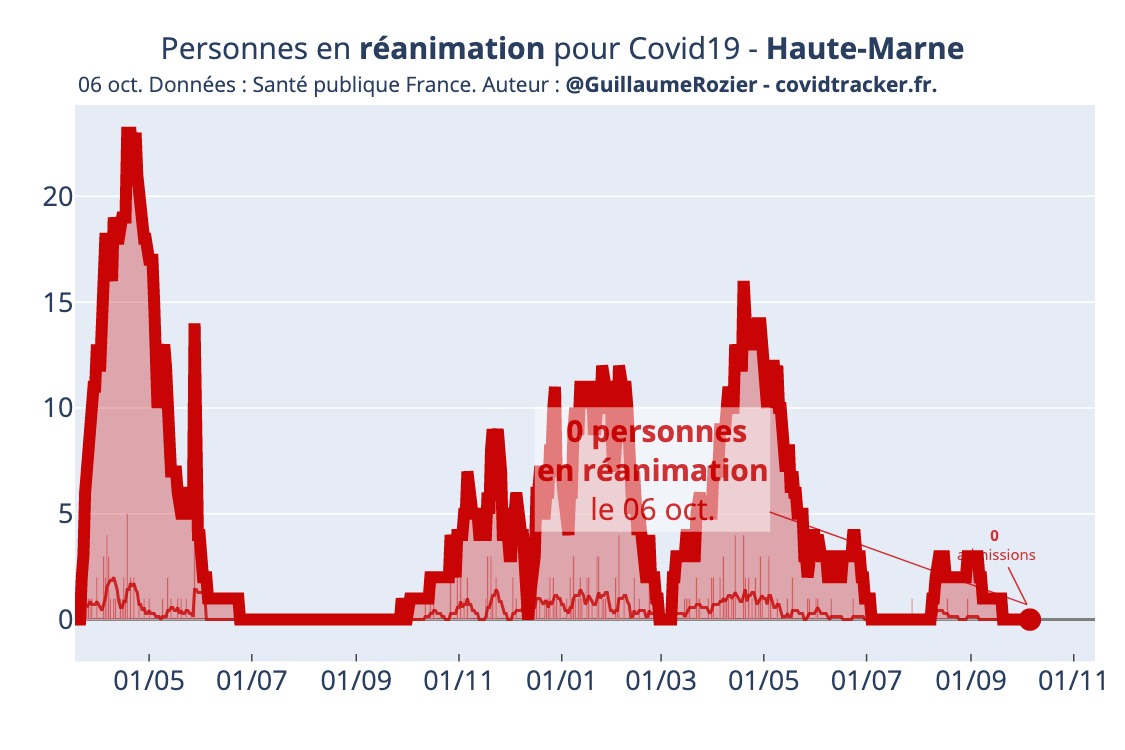 Personnes en réanimation pour Covid19 - Haute-Marne
06 oct. Données : Santé publique France. Auteur : @GuillaumeRozier - covidtracker.fr.
20
15
10
5
0
0 personnes
en réanimation
le 06 oct.
0
admissions
01/05 01/07 01/09 01/11 01/01 01/03 01/05 01/07 01/09 01/11